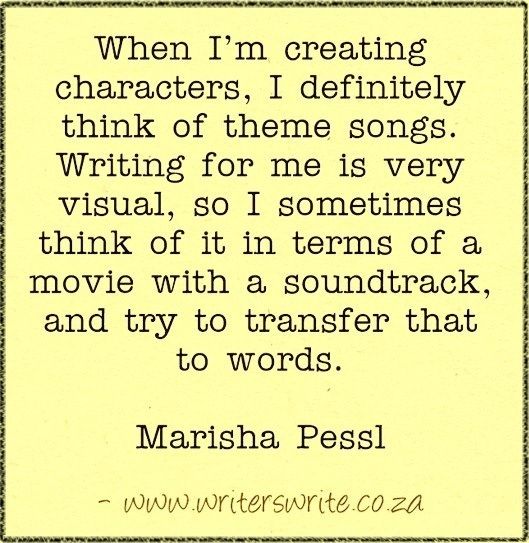 When I'm creating
characters, I definitely
think of theme songs.
Writing for me is very
visual, so I sometimes
think of it in terms of a
movie with a soundtrack,
and try to transfer that
to words.
Marisha Pessl
- www.writerswrite.co.za